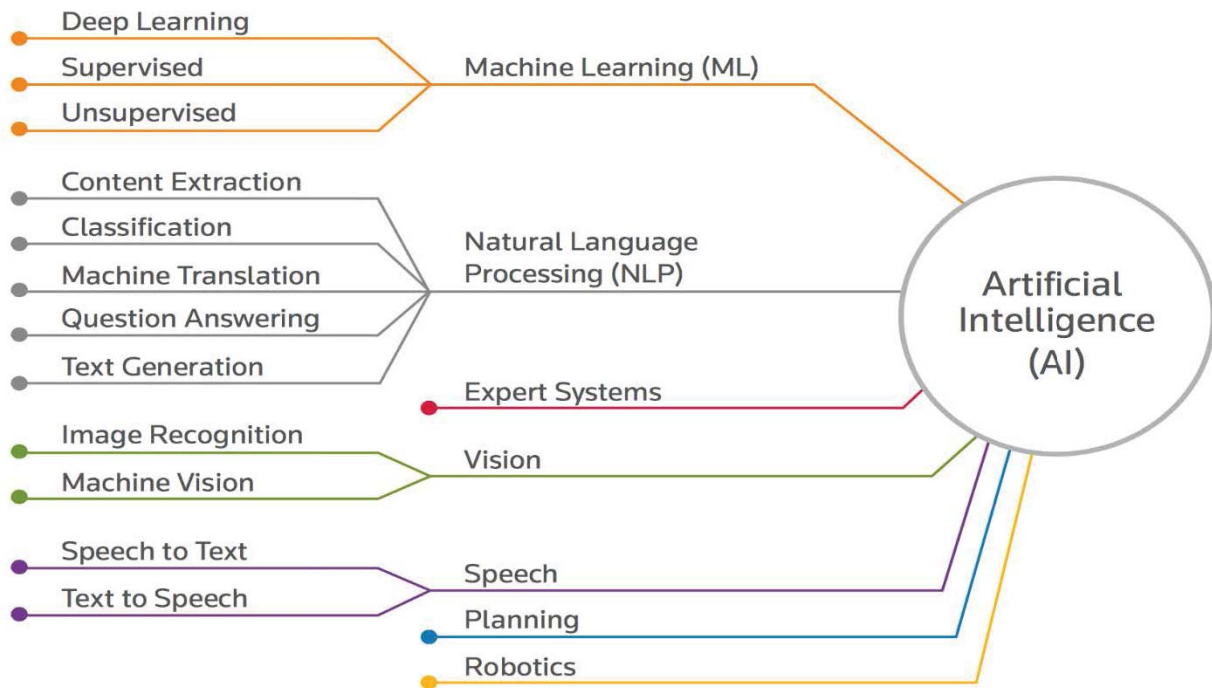 Deep Learning
Supervised
Unsupervised
Machine Learning (ML)
Content Extraction
Classification
Machine Translation
Question Answering
Text Generation
Natural Language
Processing (NLP)
Expert Systems
Image Recognition
Machine Vision
Vision
Speech to Text
Text to Speech
Speech
Planning
Robotics
Artificial
Intelligence
(AI)